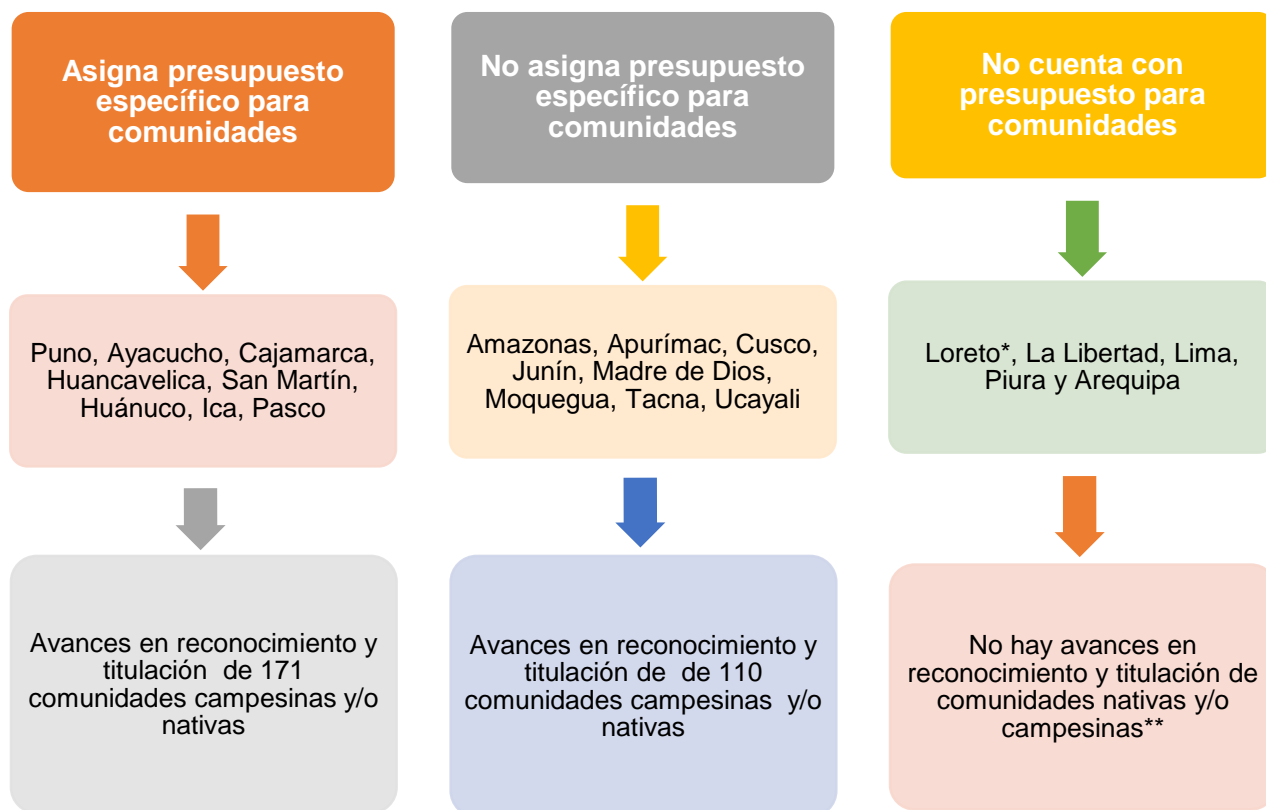 Asigna presupuesto
específico para
comunidades
No asigna presupuesto
específico para
comunidades
No cuenta con
presupuesto para
comunidades
Puno, Ayacucho, Cajamarca,
Huancavelica, San Martín,
Huánuco, Ica, Pasco
Amazonas, Apurímac, Cusco,
Junín, Madre de Dios,
Moquegua, Tacna, Ucayali
Loreto*, La Libertad, Lima,
Piura y Arequipa
Avances en reconocimiento y
titulación de 171
comunidades campesinas y/o
nativas
Avances en reconocimiento y
titulación de de 110
comunidades campesinas y/o
nativas
No hay avances en
reconocimiento y titulación de
comunidades nativas y/o
campesinas**